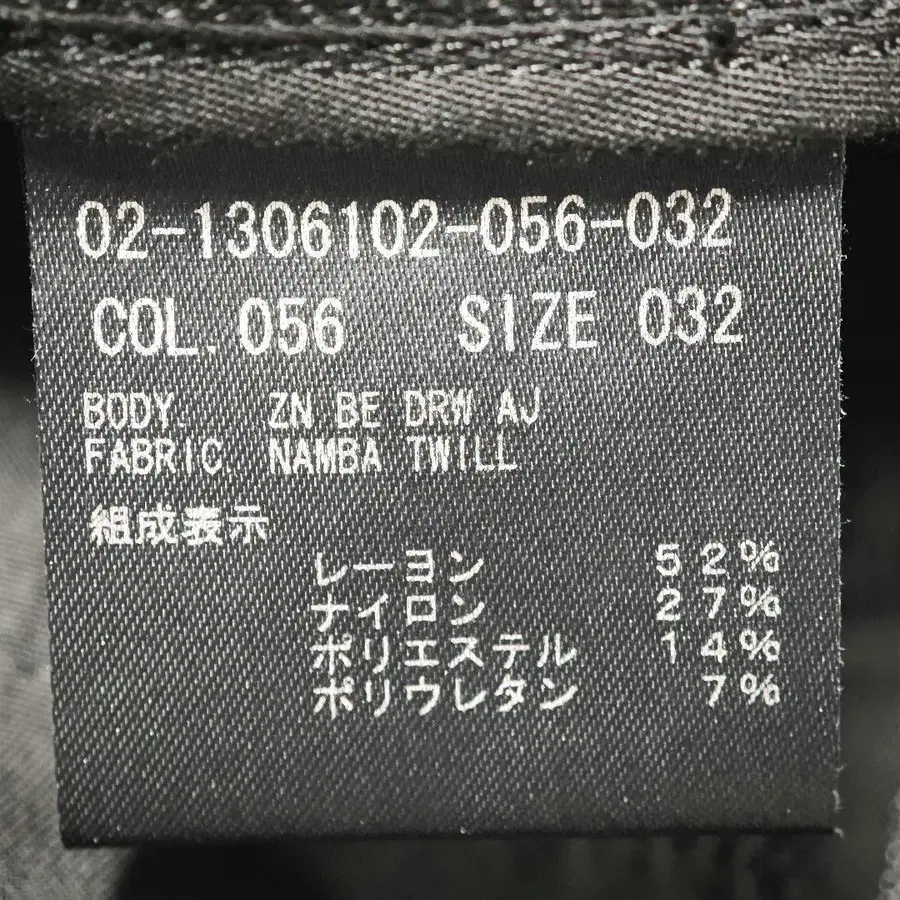 02-1306102-056-032
COL. 056 SIZE 032
BODY. ZN BE DRW AJ
FABRIC. NAMBA TWILL
組成表示
レーヨン 52%
ナイロン 27%
ポリエステル 14%
ポリウレタン 7%